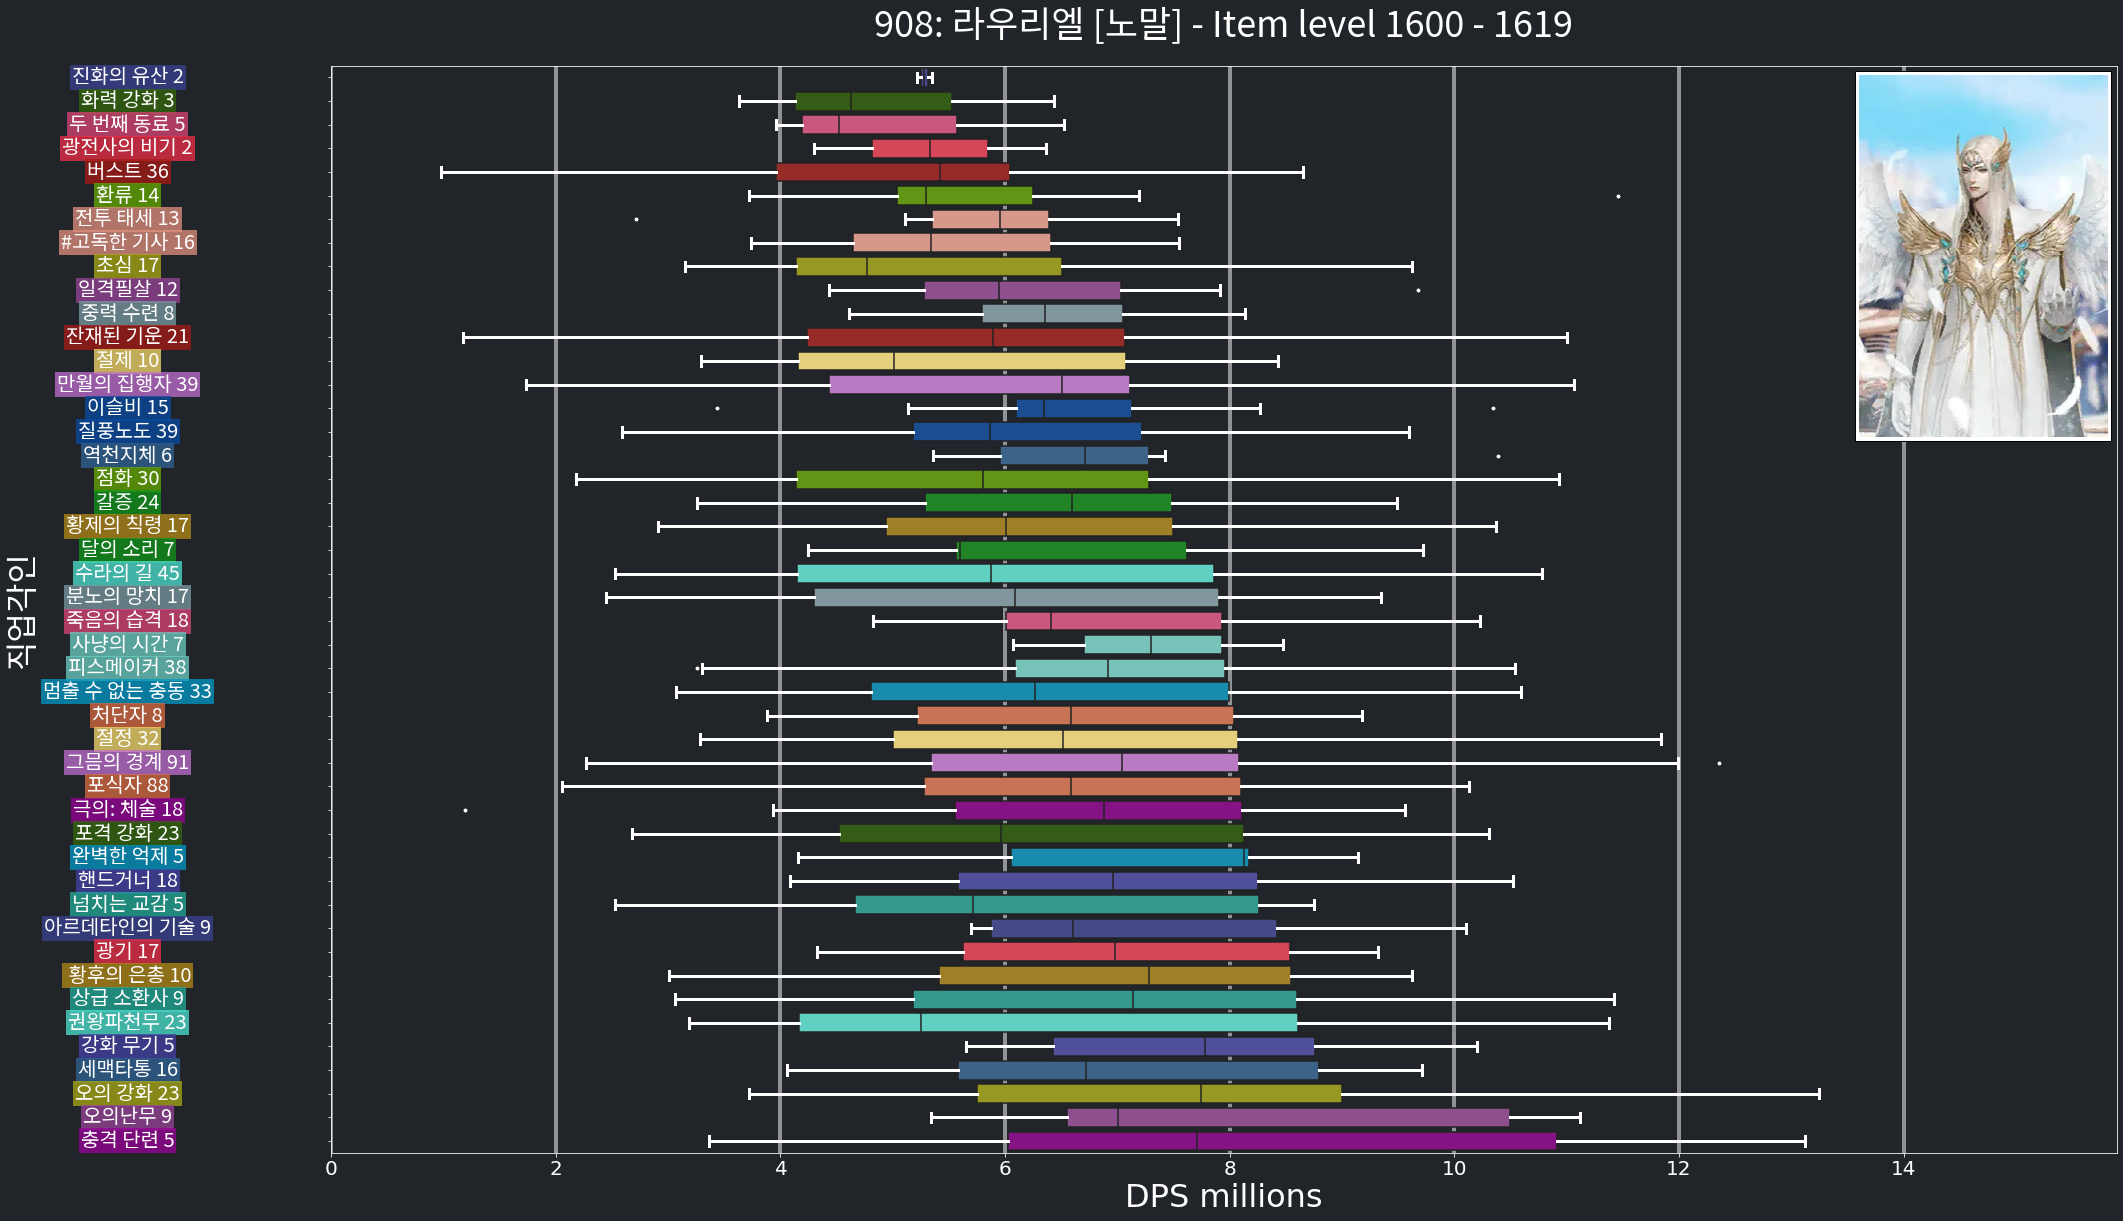 908: 라우리엘 [노말] - Item level 1600 - 1619
진화의 유산 2
화력 강화 3
두 번째 동료 5
광전사의 비기 2
버스트 36
환류 14
전투 태세 13
#고독한 기사 16
초심 17
일격필살 12
중력 수련 8
잔재된 기운 21
절제 10
만월의 집행자 39
이슬비 15
질풍노도 39
역천지체 6
점화 30
갈증 24
황제의 칙령 17
달의 소리 7
수라의 길 45
분노의 망치 17
죽음의 습격 18
사냥의 시간 7
피스메이커 38
멈출 수 없는 충동 33
처단자 8
절정 32
그믐의 경계 91
포식자 88
극의: 체술 18
포격 강화 23
완벽한 억제 5
핸드거너 18
넘치는 교감 5
아르데타인의 기술 9
광기 17
황후의 은총 10
상급 소환사 9
권왕파천무 23
강화 무기 5
세맥타통 16
오의 강화 23
오의난무 9
충격 단련 5
직업각인
0 2 4 6 8 10 12 14
DPS millions